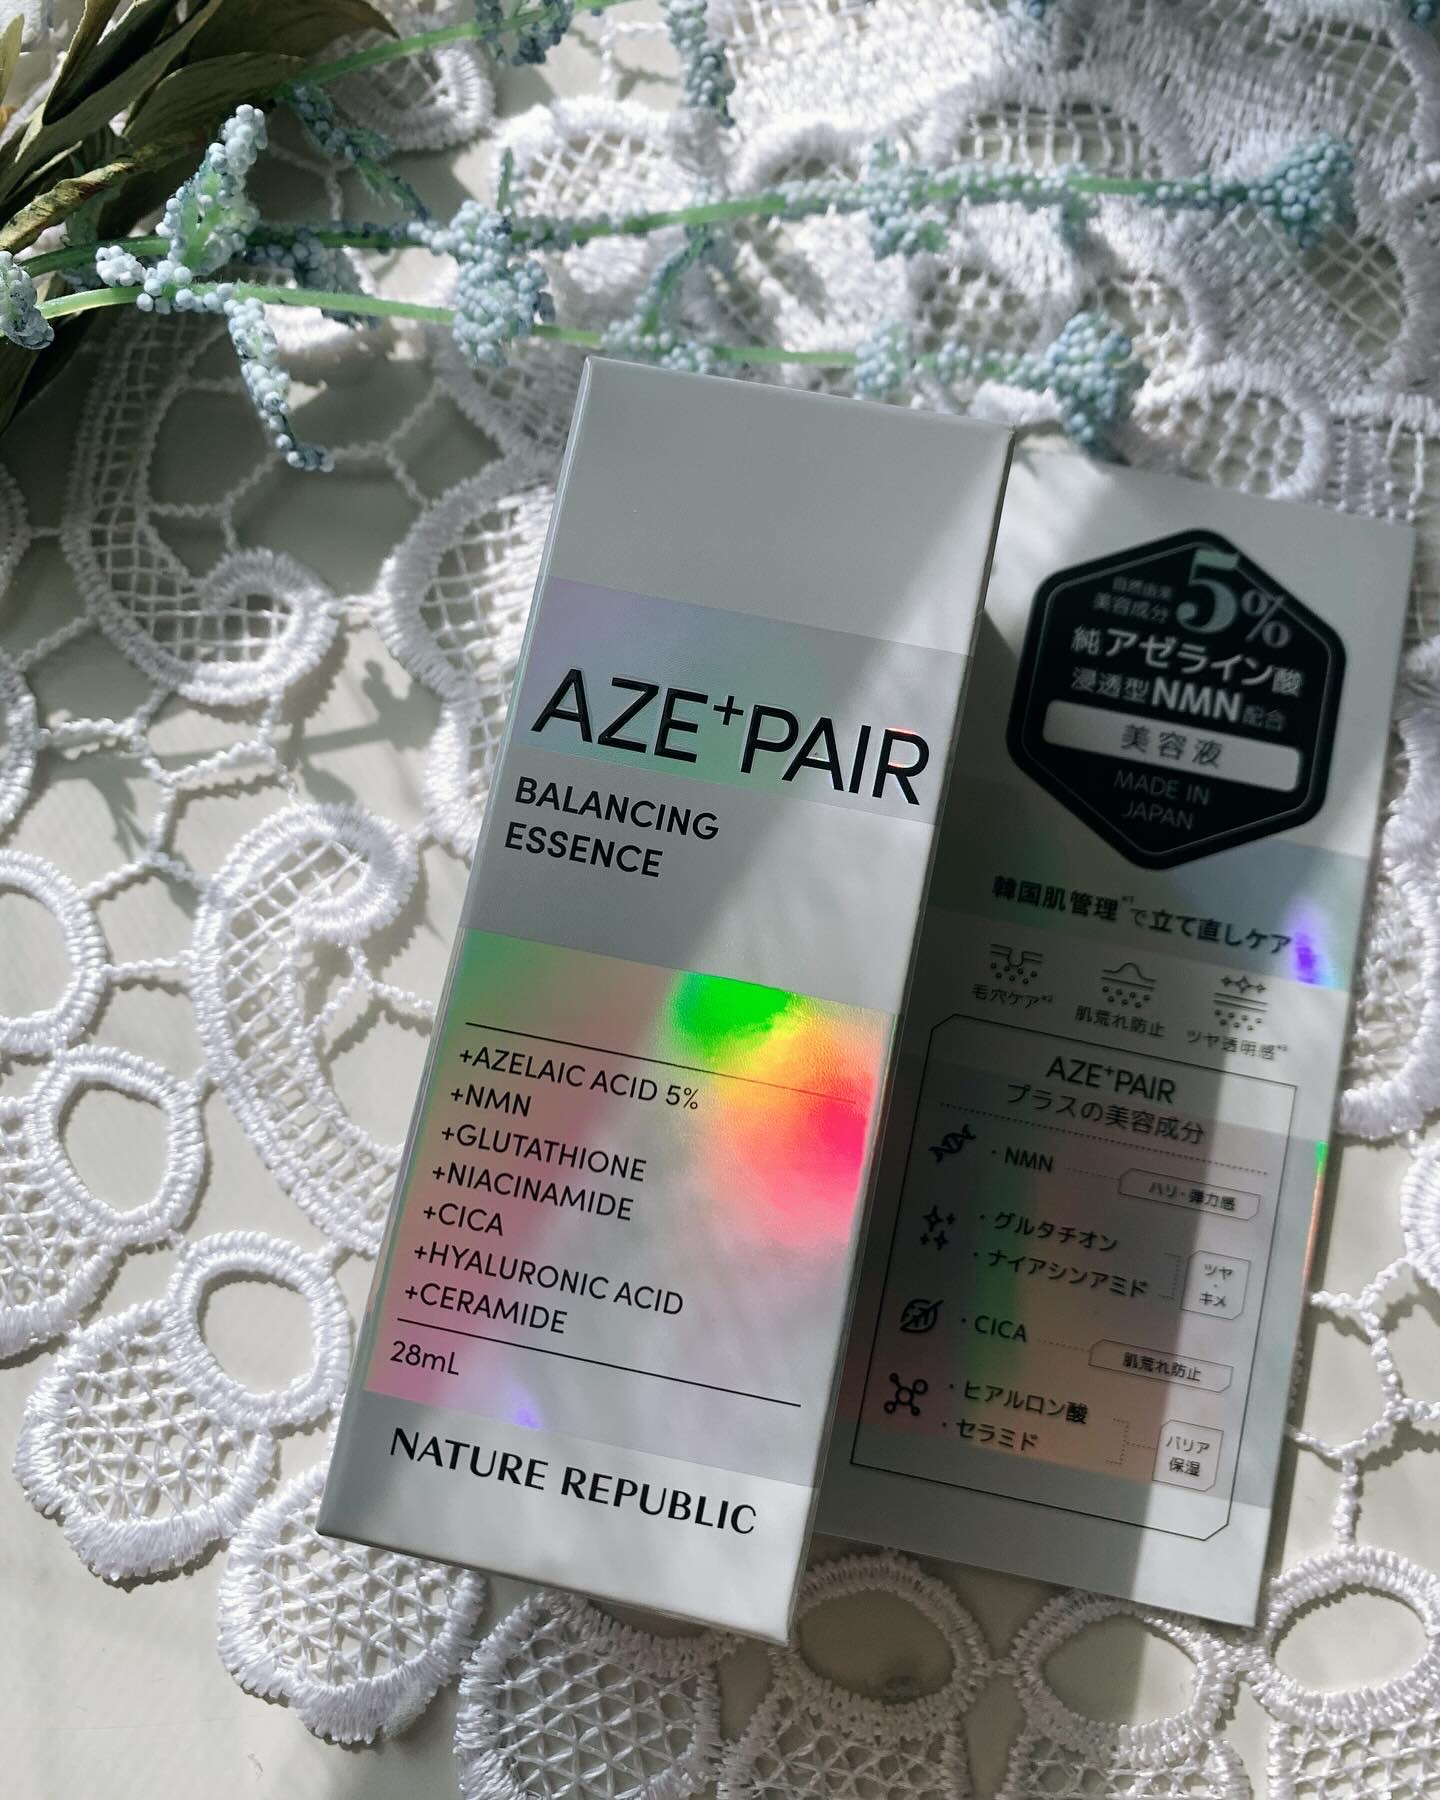 AZE+PAIR
BALANCING
ESSENCE
+AZELAIC ACID 5%
+NMN
+GLUTATHIONE
+NIACINAMIDE
+CICA
+HYALURONIC ACID
+CERAMIDE
28mL
NATURE REPUBLIC
自然由来
美容成分 5%
純アゼライン酸
浸透型NMN配合
美容液
MADE IN
JAPAN
韓国肌管理※1で立て直しケア
毛穴ケア※2
肌荒れ防止
ツヤ透明感※3
AZE+PAIR
プラスの美容成分
・NMN
ハリ・弾力感
・グルタチオン
・ナイアシンアミド
ツヤ
・
キメ
・CICA
肌荒れ防止
・ヒアルロン酸
・セラミド
バリア
保湿